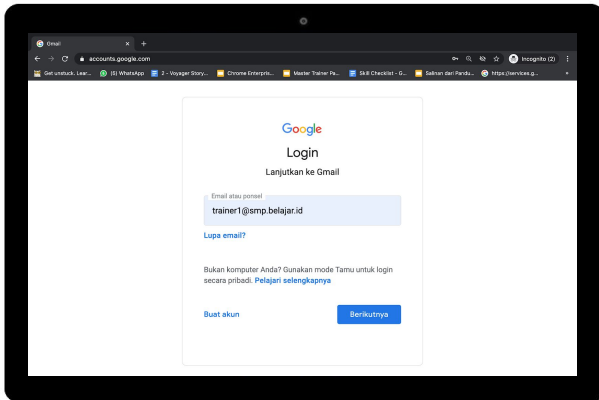 Gmail
accounts.google.com
Incognito (2)
Get unstuck. Lear...
(5) WhatsApp
2 - Voyager Story...
Chrome Enterpris...
Master Trainer Pa...
Skill Checklist - G...
Salinan dari Pandu...
https://services.g...
Google
Login
Lanjutkan ke Gmail
Email atau ponsel
trainer1@smp.belajar.id
Lupa email?
Bukan komputer Anda? Gunakan mode Tamu untuk login
secara pribadi. Pelajari selengkapnya
Buat akun
Berikutnya